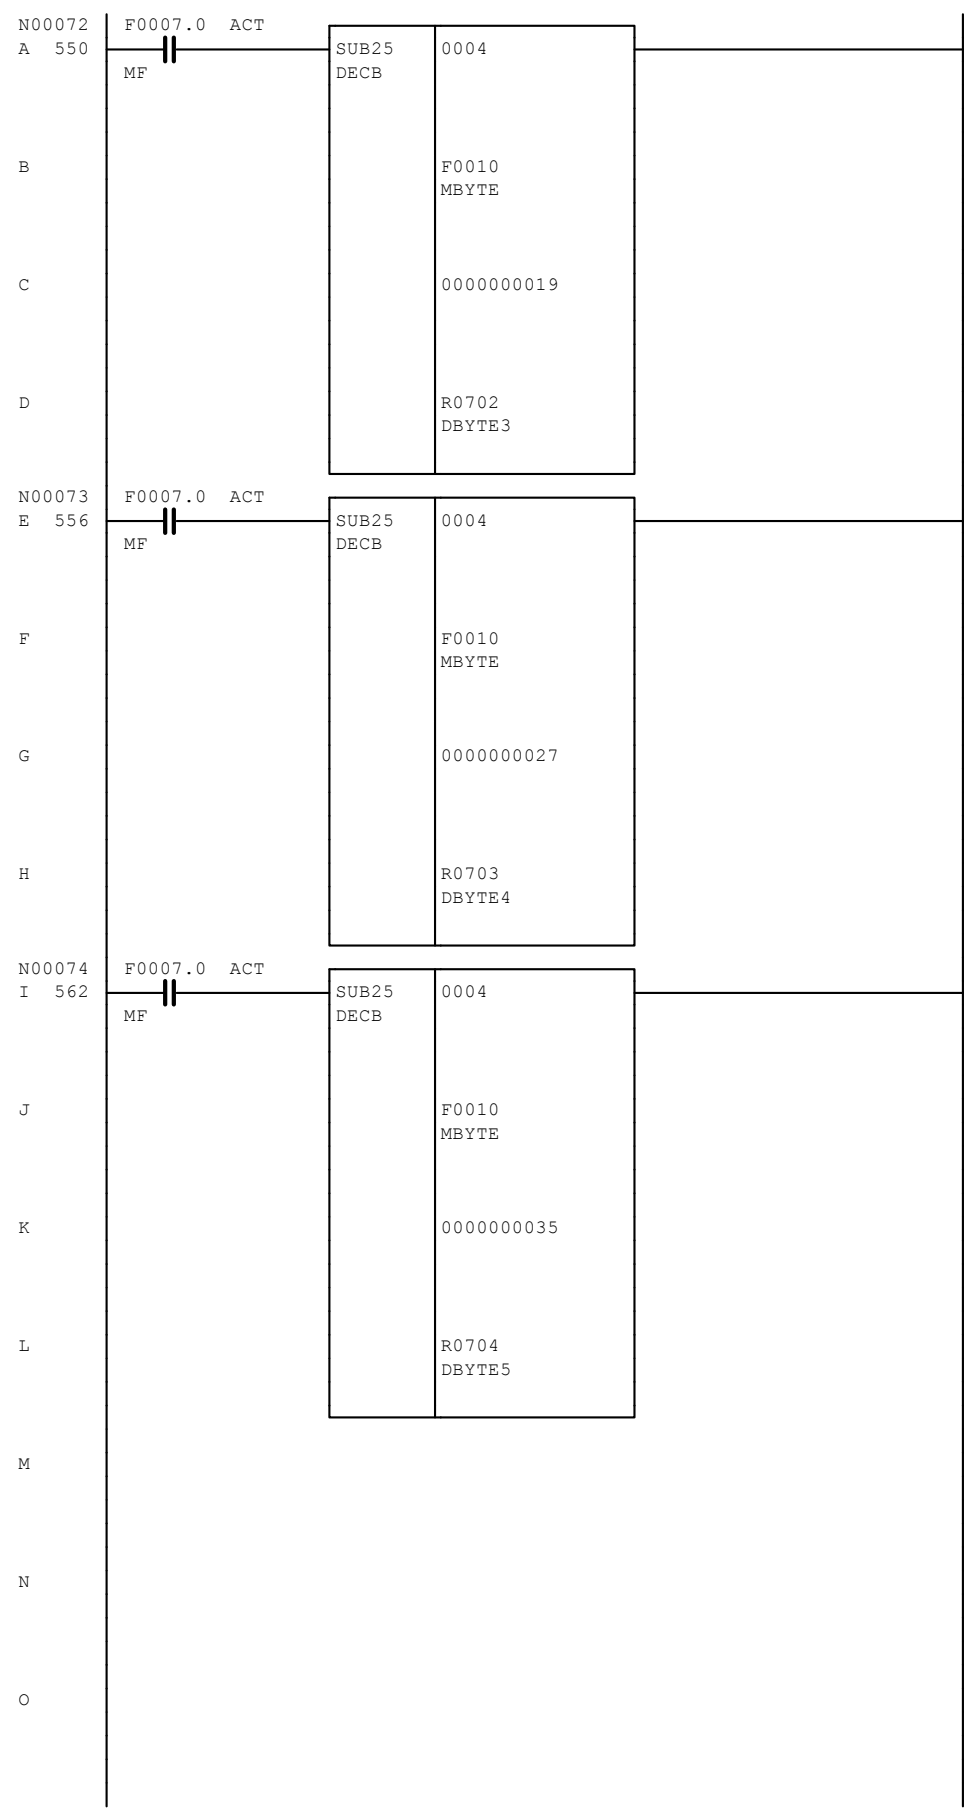 N00072 F0007.0 ACT
A 550 SUB25 0004
MF DECB
B F0010
MBYTE
C 0000000019
D R0702
DBYTE3
N00073 F0007.0 ACT
E 556 SUB25 0004
MF DECB
F F0010
MBYTE
G 0000000027
H R0703
DBYTE4
N00074 F0007.0 ACT
I 562 SUB25 0004
MF DECB
J F0010
MBYTE
K 0000000035
L R0704
DBYTE5
M
N
O